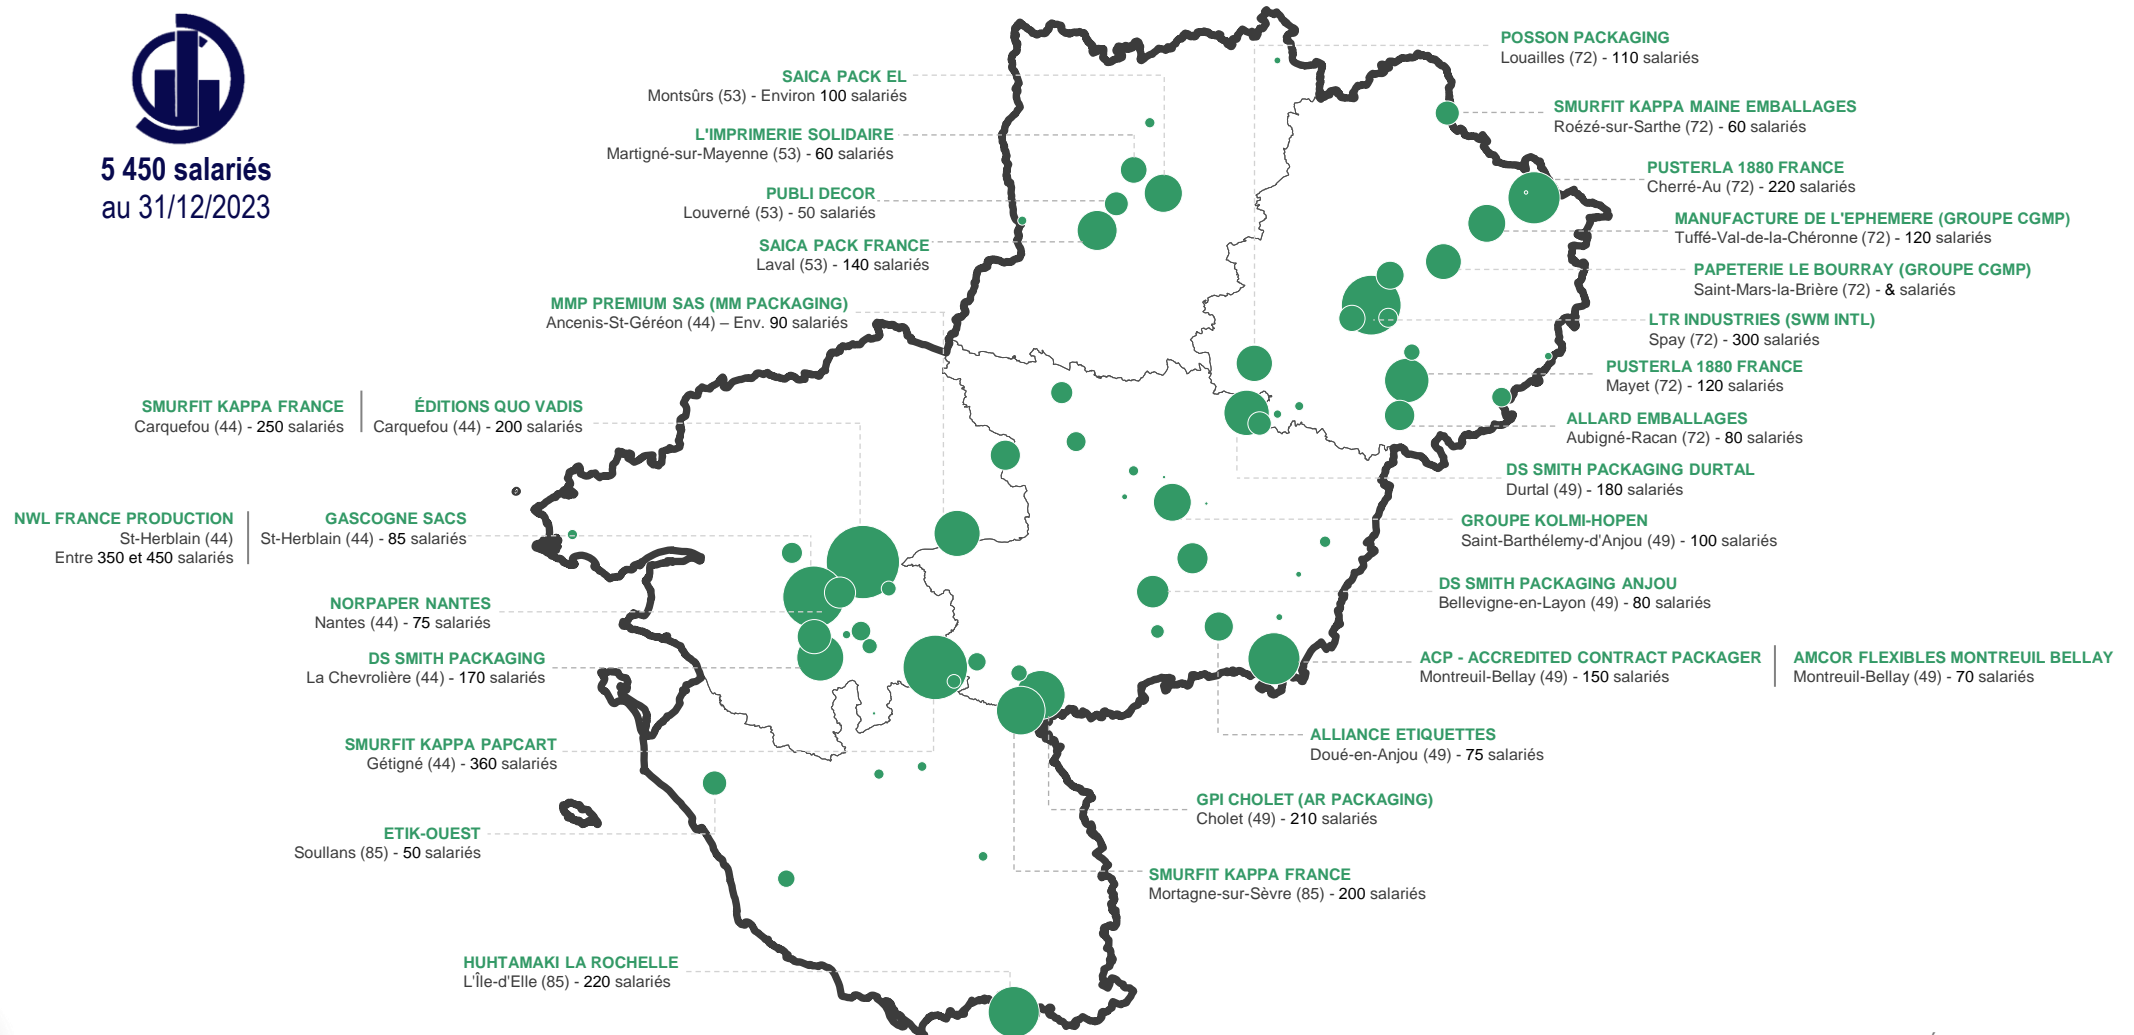 5 450 salariés
au 31/12/2023
SAICA PACK EL
Montsûrs (53) - Environ 100 salariés
L'IMPRIMERIE SOLIDAIRE
Martigné-sur-Mayenne (53) - 60 salariés
PUBLI DECOR
Louverné (53) - 50 salariés
SAICA PACK FRANCE
Laval (53) - 140 salariés
MMP PREMIUM SAS (MM PACKAGING)
Ancenis-St-Géréon (44) – Env. 90 salariés
SMURFIT KAPPA FRANCE
Carquefou (44) - 250 salariés
ÉDITIONS QUO VADIS
Carquefou (44) - 200 salariés
NWL FRANCE PRODUCTION
St-Herblain (44)
Entre 350 et 450 salariés
GASCOGNE SACS
St-Herblain (44) - 85 salariés
NORPAPER NANTES
Nantes (44) - 75 salariés
DS SMITH PACKAGING
La Chevrolière (44) - 170 salariés
SMURFIT KAPPA PAPCART
Gétigné (44) - 360 salariés
ETIK-OUEST
Soullans (85) - 50 salariés
HUHTAMAKI LA ROCHELLE
L'Île-d'Elle (85) - 220 salariés
POSSON PACKAGING
Louailles (72) - 110 salariés
SMURFIT KAPPA MAINE EMBALLAGES
Roézé-sur-Sarthe (72) - 60 salariés
PUSTERLA 1880 FRANCE
Cherré-Au (72) - 220 salariés
MANUFACTURE DE L'EPHEMERE (GROUPE CGMP)
Tuffé-Val-de-la-Chéronne (72) - 120 salariés
PAPETERIE LE BOURRAY (GROUPE CGMP)
Saint-Mars-la-Brière (72) - & salariés
LTR INDUSTRIES (SWM INTL)
Spay (72) - 300 salariés
PUSTERLA 1880 FRANCE
Mayet (72) - 120 salariés
ALLARD EMBALLAGES
Aubigné-Racan (72) - 80 salariés
DS SMITH PACKAGING DURTAL
Durtal (49) - 180 salariés
GROUPE KOLMI-HOPEN
Saint-Barthélemy-d'Anjou (49) - 100 salariés
DS SMITH PACKAGING ANJOU
Bellevigne-en-Layon (49) - 80 salariés
ACP - ACCREDITED CONTRACT PACKAGER
Montreuil-Bellay (49) - 150 salariés
AMCOR FLEXIBLES MONTREUIL BELLAY
Montreuil-Bellay (49) - 70 salariés
ALLIANCE ETIQUETTES
Doué-en-Anjou (49) - 75 salariés
GPI CHOLET (AR PACKAGING)
Cholet (49) - 210 salariés
SMURFIT KAPPA FRANCE
Mortagne-sur-Sèvre (85) - 200 salariés